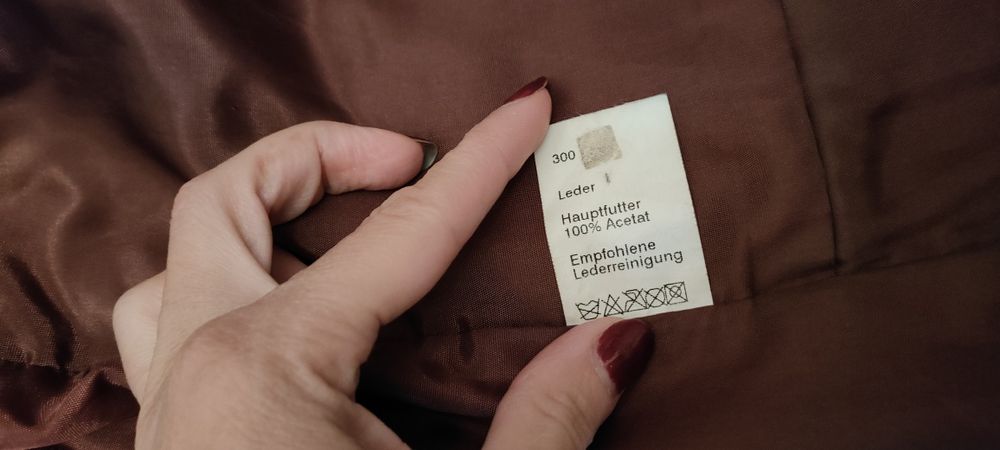 300
Leder
Hauptfutter
100% Acetat
Empfohlene
Lederreinigung